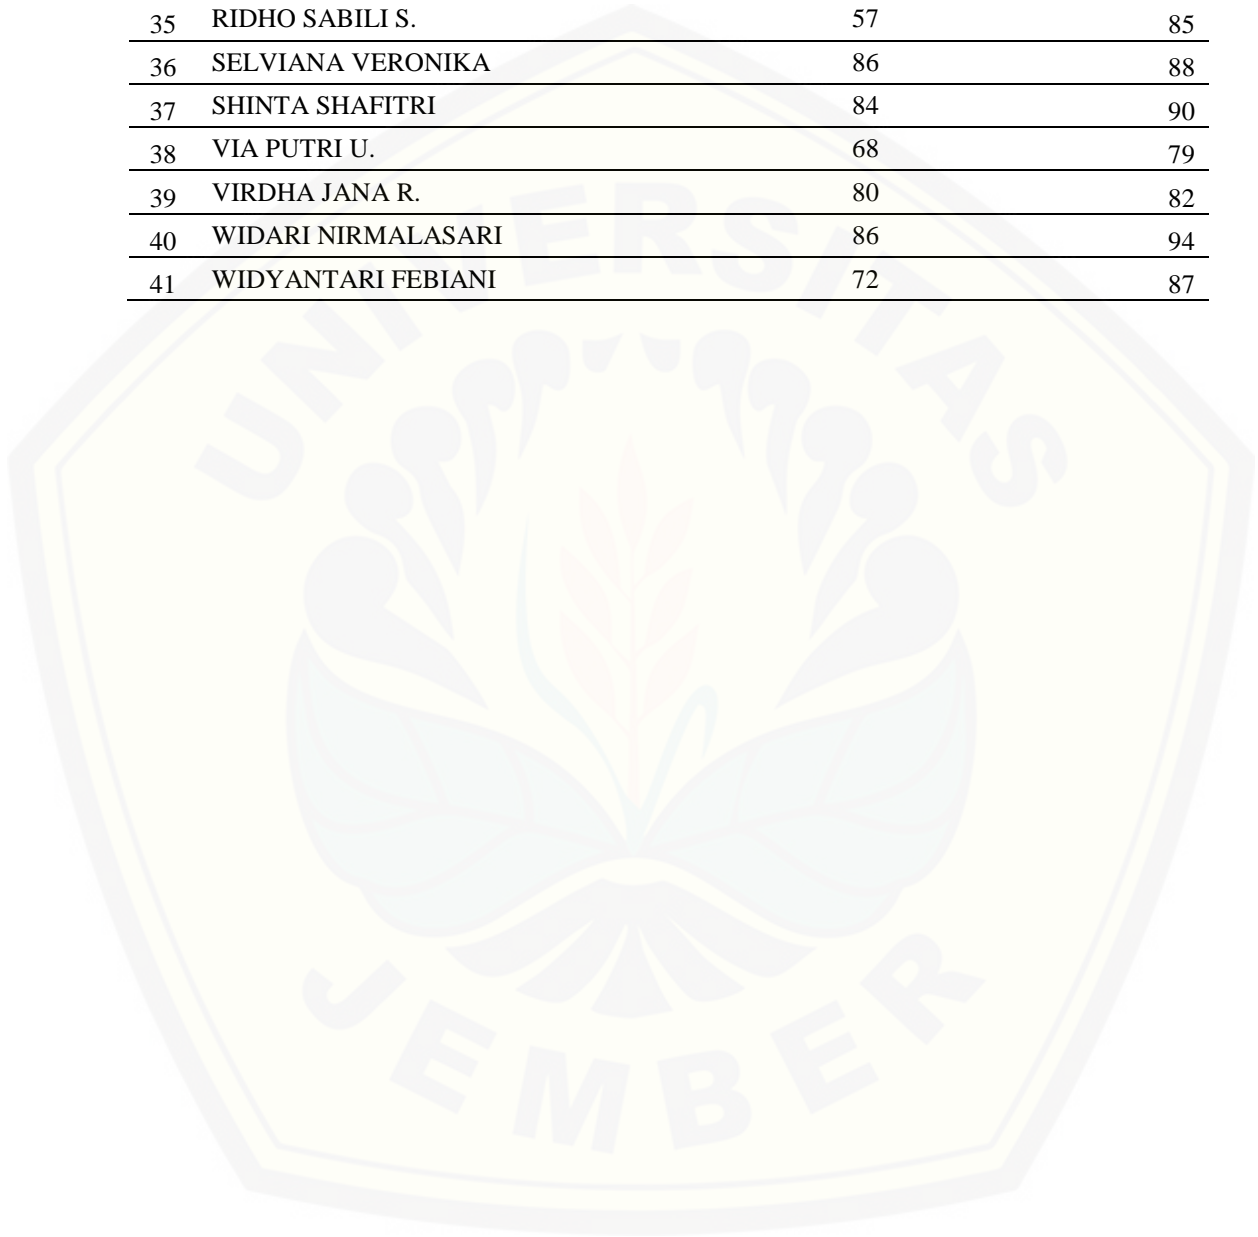 35 RIDHO SABILI S. 57 85
36 SELVIANA VERONIKA 86 88
37 SHINTA SHAFITRI 84 90
38 VIA PUTRI U. 68 79
39 VIRDHA JANA R. 80 82
40 WIDARI NIRMALASARI 86 94
41 WIDYANTARI FEBIANI 72 87
UNIVERSITAS
JEMBER